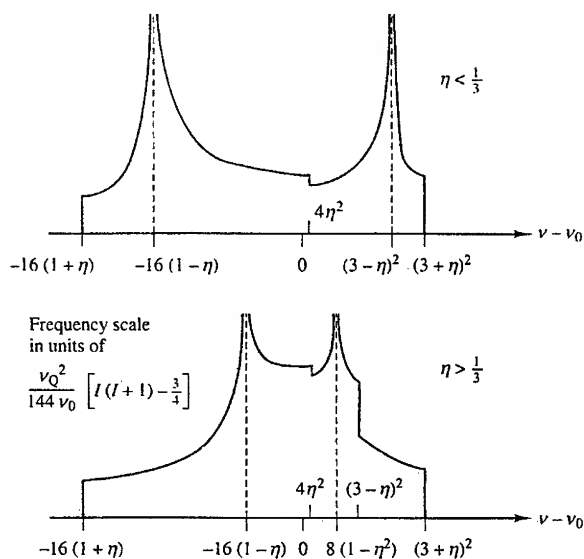 η < 1/3
4η²
ν − ν₀
−16 (1 + η) −16 (1 − η) 0 (3 − η)² (3 + η)²
Frequency scale
in units of
ν_Q²/144 ν₀ [I (I + 1) − 3/4]
η > 1/3
4η² (3 − η)²
ν − ν₀
−16 (1 + η) −16 (1 − η) 0 8 (1 − η²) (3 + η)²